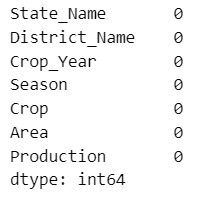 State_Name 0
District_Name 0
Crop_Year 0
Season 0
Crop 0
Area 0
Production 0
dtype: int64